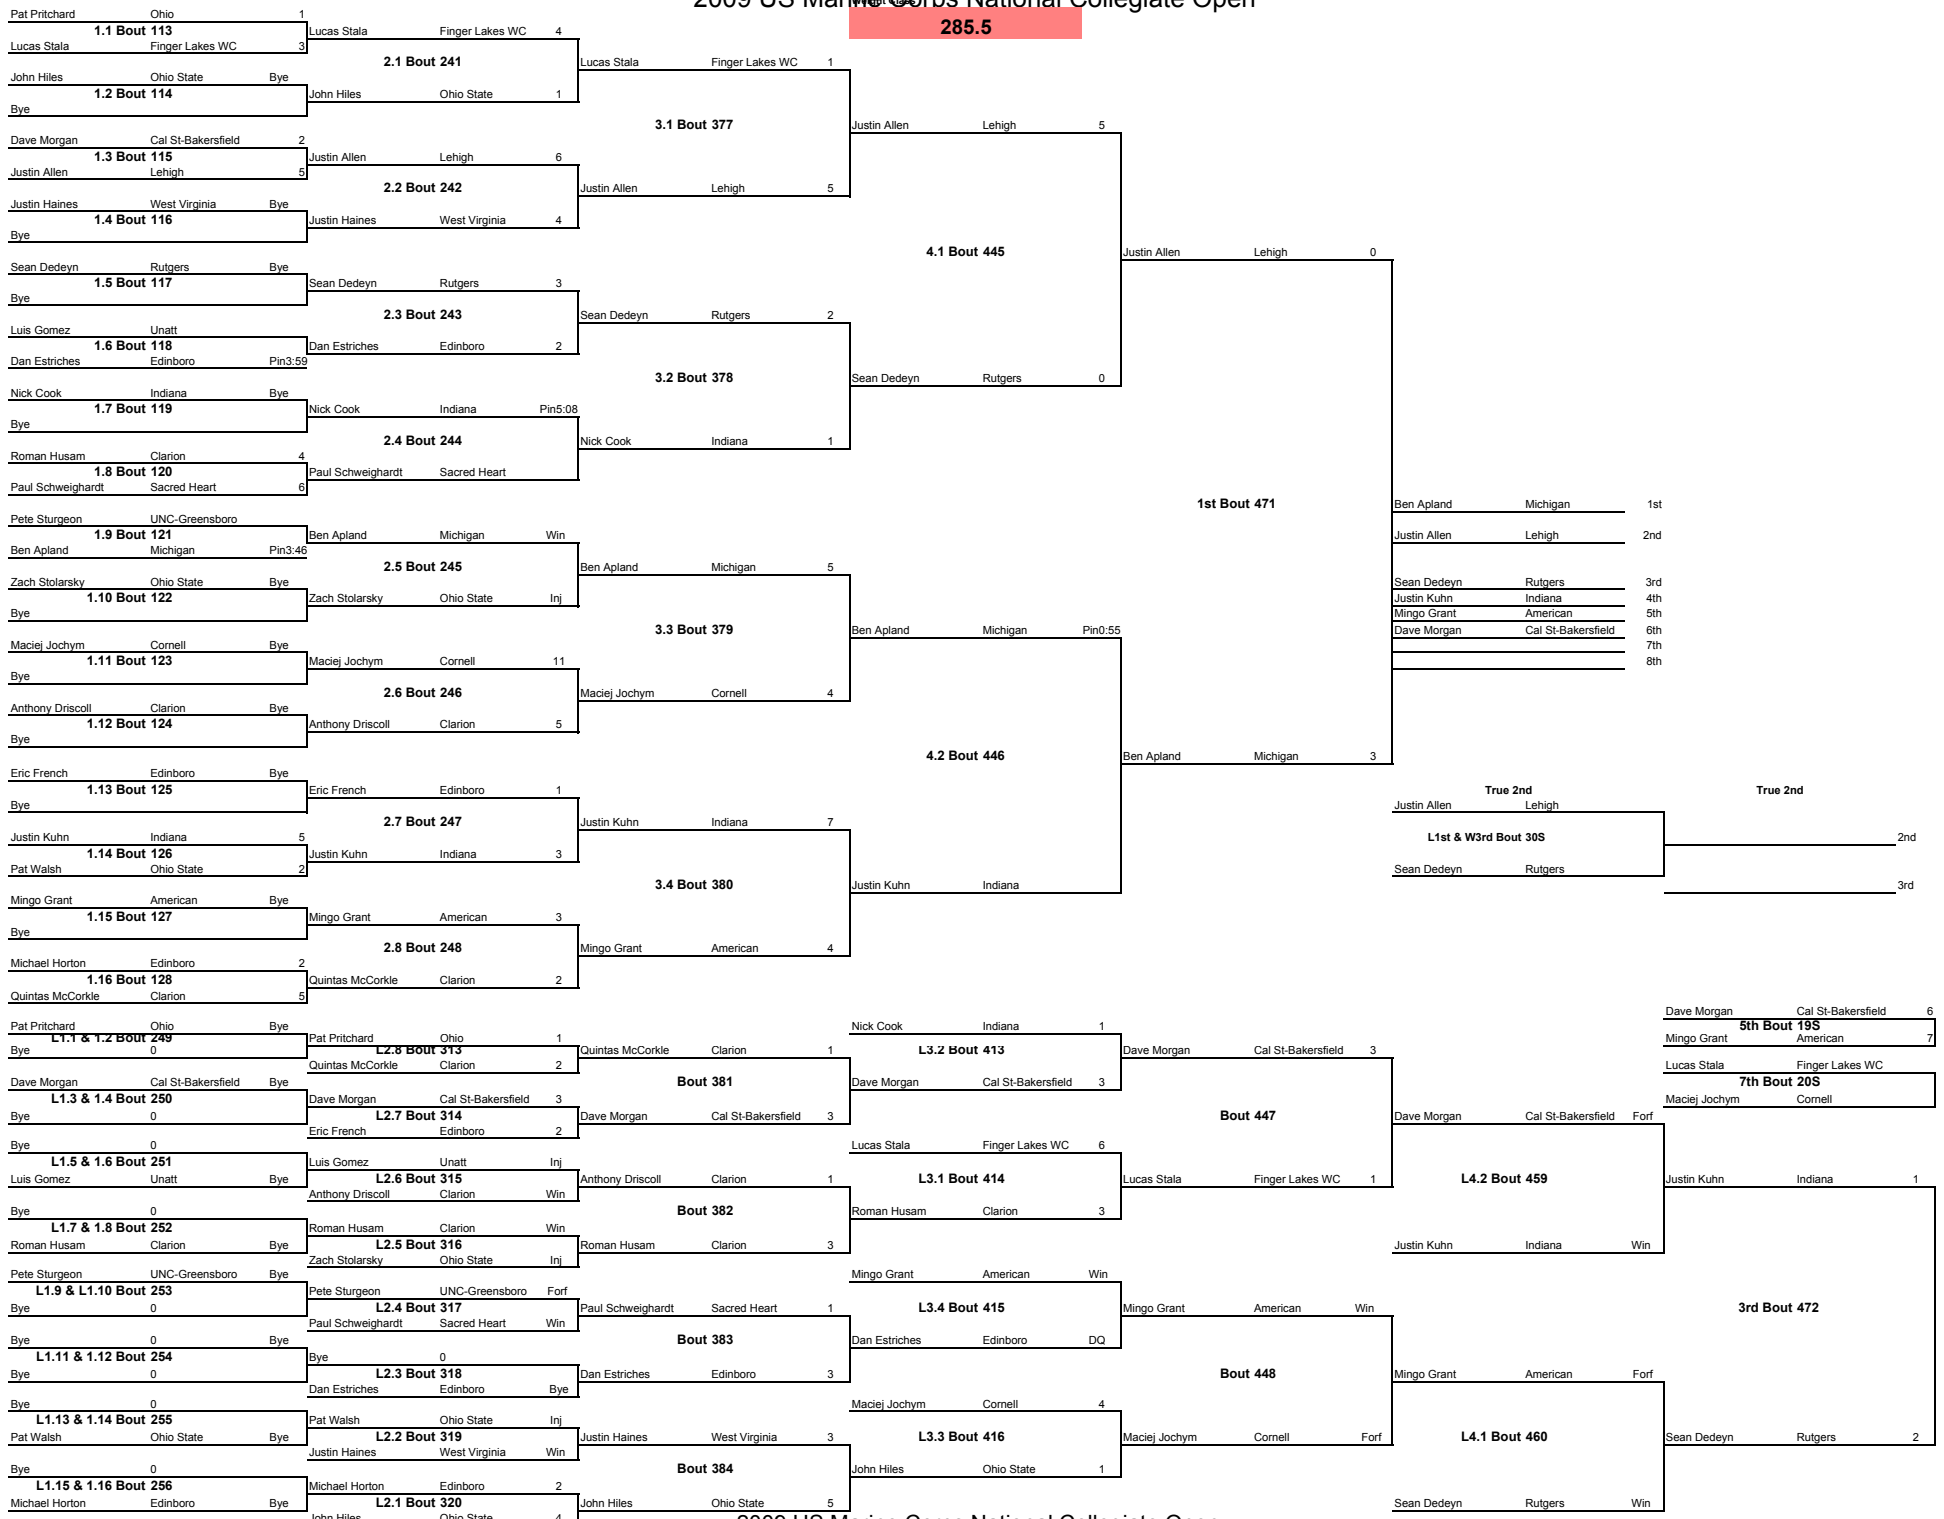 2009 US Marine Corps National Collegiate Open
Weight Class
285.5
Pat Pritchard Ohio 1
1.1 Bout 113
Lucas Stala Finger Lakes WC 3
John Hiles Ohio State Bye
1.2 Bout 114
Bye
Dave Morgan Cal St-Bakersfield 2
1.3 Bout 115
Justin Allen Lehigh 5
Justin Haines West Virginia Bye
1.4 Bout 116
Bye
Sean Dedeyn Rutgers Bye
1.5 Bout 117
Bye
Luis Gomez Unatt
1.6 Bout 118
Dan Estriches Edinboro Pin3:59
Nick Cook Indiana Bye
1.7 Bout 119
Bye
Roman Husam Clarion 4
1.8 Bout 120
Paul Schweighardt Sacred Heart 6
Pete Sturgeon UNC-Greensboro
1.9 Bout 121
Ben Apland Michigan Pin3:46
Zach Stolarsky Ohio State Bye
1.10 Bout 122
Bye
Maciej Jochym Cornell Bye
1.11 Bout 123
Bye
Anthony Driscoll Clarion Bye
1.12 Bout 124
Bye
Eric French Edinboro Bye
1.13 Bout 125
Bye
Justin Kuhn Indiana 5
1.14 Bout 126
Pat Walsh Ohio State 2
Mingo Grant American Bye
1.15 Bout 127
Bye
Michael Horton Edinboro 2
1.16 Bout 128
Quintas McCorkle Clarion 5
Lucas Stala Finger Lakes WC 4
2.1 Bout 241
John Hiles Ohio State 1
Justin Allen Lehigh 6
2.2 Bout 242
Justin Haines West Virginia 4
Sean Dedeyn Rutgers 3
2.3 Bout 243
Dan Estriches Edinboro 2
Nick Cook Indiana Pin5:08
2.4 Bout 244
Paul Schweighardt Sacred Heart
Ben Apland Michigan Win
2.5 Bout 245
Zach Stolarsky Ohio State Inj
Maciej Jochym Cornell 11
2.6 Bout 246
Anthony Driscoll Clarion 5
Eric French Edinboro 1
2.7 Bout 247
Justin Kuhn Indiana 3
Mingo Grant American 3
2.8 Bout 248
Quintas McCorkle Clarion 2
Lucas Stala Finger Lakes WC 1
3.1 Bout 377
Justin Allen Lehigh 5
Sean Dedeyn Rutgers 2
3.2 Bout 378
Nick Cook Indiana 1
Ben Apland Michigan 5
3.3 Bout 379
Maciej Jochym Cornell 4
Justin Kuhn Indiana 7
3.4 Bout 380
Mingo Grant American 4
Justin Allen Lehigh 5
4.1 Bout 445
Sean Dedeyn Rutgers 0
Ben Apland Michigan Pin0:55
4.2 Bout 446
Justin Kuhn Indiana
Justin Allen Lehigh 0
1st Bout 471
Ben Apland Michigan 3
Ben Apland Michigan 1st
Justin Allen Lehigh 2nd
Sean Dedeyn Rutgers 3rd
Justin Kuhn Indiana 4th
Mingo Grant American 5th
Dave Morgan Cal St-Bakersfield 6th
7th
8th
True 2nd True 2nd
Justin Allen Lehigh
L1st & W3rd Bout 30S
Sean Dedeyn Rutgers
2nd
3rd
Pat Pritchard Ohio Bye
L1.1 & 1.2 Bout 249
Bye 0
Dave Morgan Cal St-Bakersfield Bye
L1.3 & 1.4 Bout 250
Bye 0
Bye 0
L1.5 & 1.6 Bout 251
Luis Gomez Unatt Bye
Bye 0
L1.7 & 1.8 Bout 252
Roman Husam Clarion Bye
Pete Sturgeon UNC-Greensboro Bye
L1.9 & L1.10 Bout 253
Bye 0
Bye 0 Bye
L1.11 & 1.12 Bout 254
Bye 0
Bye 0
L1.13 & 1.14 Bout 255
Pat Walsh Ohio State Bye
Bye 0
L1.15 & 1.16 Bout 256
Michael Horton Edinboro Bye
Pat Pritchard Ohio 1
L2.8 Bout 313
Quintas McCorkle Clarion 2
Dave Morgan Cal St-Bakersfield 3
L2.7 Bout 314
Eric French Edinboro 2
Luis Gomez Unatt Inj
L2.6 Bout 315
Anthony Driscoll Clarion Win
Roman Husam Clarion Win
L2.5 Bout 316
Zach Stolarsky Ohio State Inj
Pete Sturgeon UNC-Greensboro Forf
L2.4 Bout 317
Paul Schweighardt Sacred Heart Win
Bye 0
L2.3 Bout 318
Dan Estriches Edinboro Bye
Pat Walsh Ohio State Inj
L2.2 Bout 319
Justin Haines West Virginia Win
Michael Horton Edinboro 2
L2.1 Bout 320
John Hiles Ohio State 4
Quintas McCorkle Clarion 1
Bout 381
Dave Morgan Cal St-Bakersfield 3
Anthony Driscoll Clarion 1
Bout 382
Roman Husam Clarion 3
Paul Schweighardt Sacred Heart 1
Bout 383
Dan Estriches Edinboro 3
Justin Haines West Virginia 3
Bout 384
John Hiles Ohio State 5
Nick Cook Indiana 1
L3.2 Bout 413
Dave Morgan Cal St-Bakersfield 3
Lucas Stala Finger Lakes WC 6
L3.1 Bout 414
Roman Husam Clarion 3
Mingo Grant American Win
L3.4 Bout 415
Dan Estriches Edinboro DQ
Maciej Jochym Cornell 4
L3.3 Bout 416
John Hiles Ohio State 1
Dave Morgan Cal St-Bakersfield 3
Bout 447
Lucas Stala Finger Lakes WC 1
Mingo Grant American Win
Bout 448
Maciej Jochym Cornell Forf
Dave Morgan Cal St-Bakersfield Forf
L4.2 Bout 459
Justin Kuhn Indiana Win
Mingo Grant American Forf
L4.1 Bout 460
Sean Dedeyn Rutgers Win
Dave Morgan Cal St-Bakersfield 6
5th Bout 19S
Mingo Grant American 7
Lucas Stala Finger Lakes WC
7th Bout 20S
Maciej Jochym Cornell
Justin Kuhn Indiana 1
3rd Bout 472
Sean Dedeyn Rutgers 2
2009 US Marine Corps National Collegiate Open